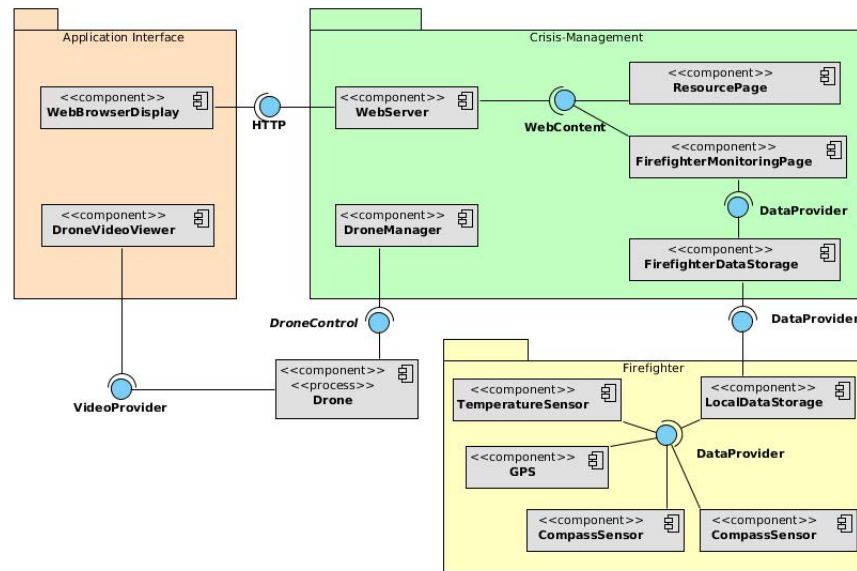 Application Interface
Crisis-Management
<<component>>
WebBrowserDisplay
HTTP
<<component>>
WebServer
WebContent
<<component>>
ResourcePage
<<component>>
FirefighterMonitoringPage
DataProvider
<<component>>
DroneVideoViewer
<<component>>
DroneManager
<<component>>
FirefighterDataStorage
DroneControl
DataProvider
<<component>>
<<process>>
Drone
VideoProvider
Firefighter
<<component>>
TemperatureSensor
<<component>>
LocalDataStorage
DataProvider
<<component>>
GPS
<<component>>
CompassSensor
<<component>>
CompassSensor